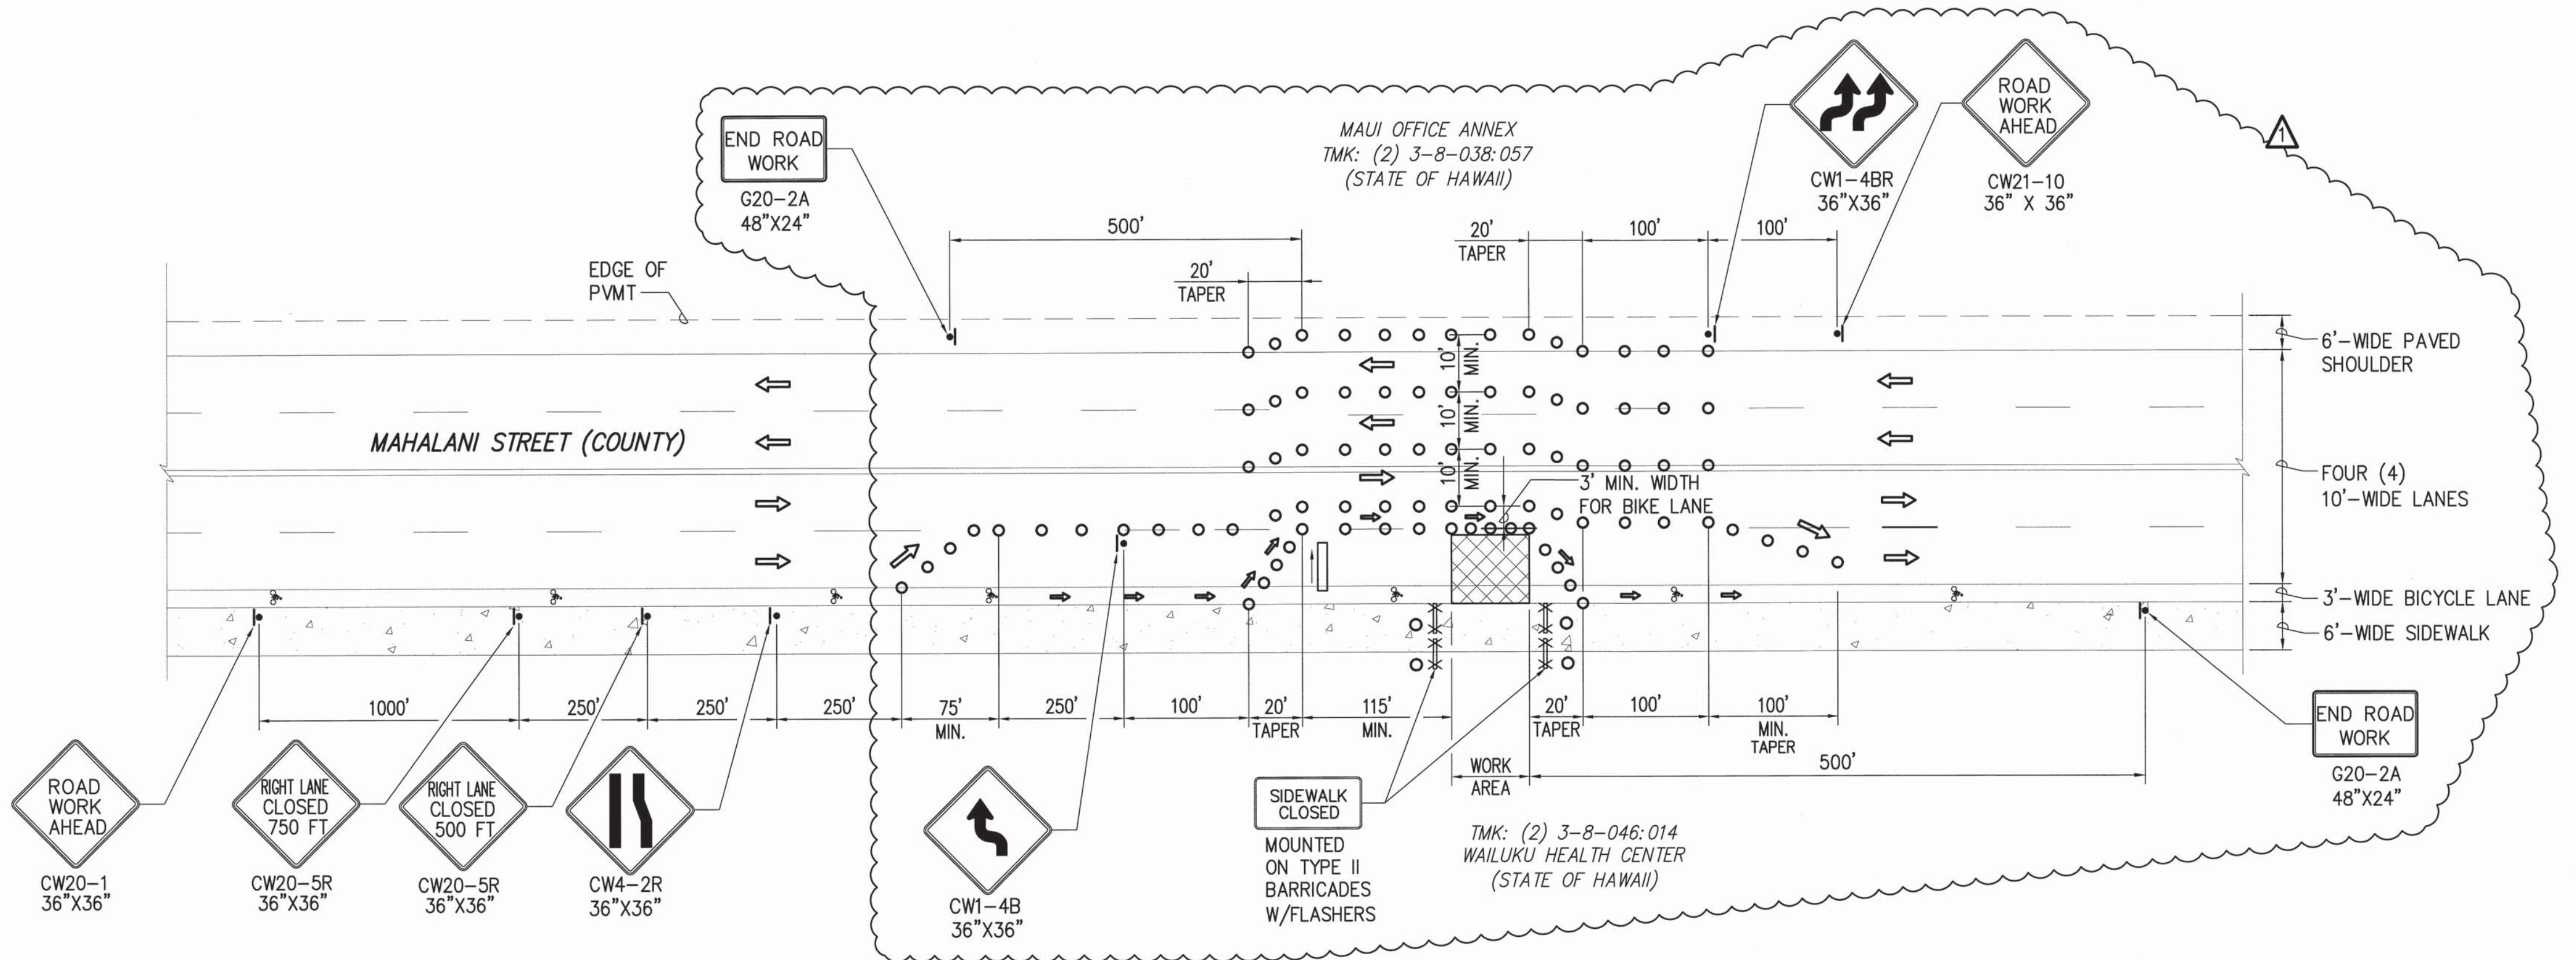 END ROAD
WORK
G20-2A
48"X24"
MAUI OFFICE ANNEX
TMK: (2) 3-8-038:057
(STATE OF HAWAII)
CW1-4BR
36"X36"
ROAD
WORK
AHEAD
CW21-10
36" X 36"
1
500'
20'
TAPER
20'
TAPER
100'
100'
EDGE OF
PVMT
MAHALANI STREET (COUNTY)
10'
MIN.
10'
MIN.
10'
MIN.
3' MIN. WIDTH
FOR BIKE LANE
6'-WIDE PAVED
SHOULDER
FOUR (4)
10'-WIDE LANES
3'-WIDE BICYCLE LANE
6'-WIDE SIDEWALK
1000'
250'
250'
250'
75'
MIN.
250'
100'
20'
TAPER
115'
MIN.
20'
TAPER
100'
100'
MIN.
TAPER
WORK
AREA
500'
ROAD
WORK
AHEAD
CW20-1
36"X36"
RIGHT LANE
CLOSED
750 FT
CW20-5R
36"X36"
RIGHT LANE
CLOSED
500 FT
CW20-5R
36"X36"
CW4-2R
36"X36"
CW1-4B
36"X36"
SIDEWALK
CLOSED
MOUNTED
ON TYPE II
BARRICADES
W/FLASHERS
TMK: (2) 3-8-046:014
WAILUKU HEALTH CENTER
(STATE OF HAWAII)
END ROAD
WORK
G20-2A
48"X24"